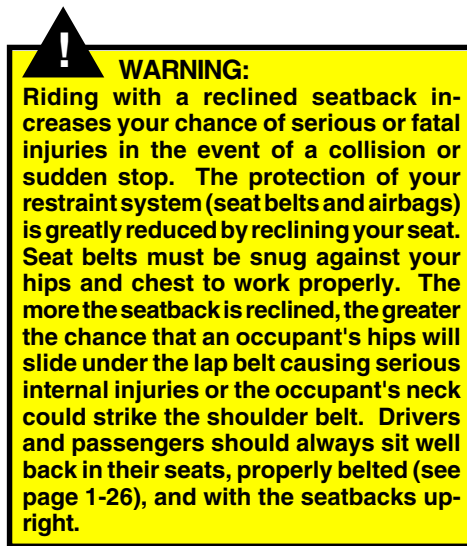 !
WARNING:
Riding with a reclined seatback in-
creases your chance of serious or fatal
injuries in the event of a collision or
sudden stop. The protection of your
restraint system (seat belts and airbags)
is greatly reduced by reclining your seat.
Seat belts must be snug against your
hips and chest to work properly. The
more the seatback is reclined, the greater
the chance that an occupant's hips will
slide under the lap belt causing serious
internal injuries or the occupant's neck
could strike the shoulder belt. Drivers
and passengers should always sit well
back in their seats, properly belted (see
page 1-26), and with the seatbacks up-
right.